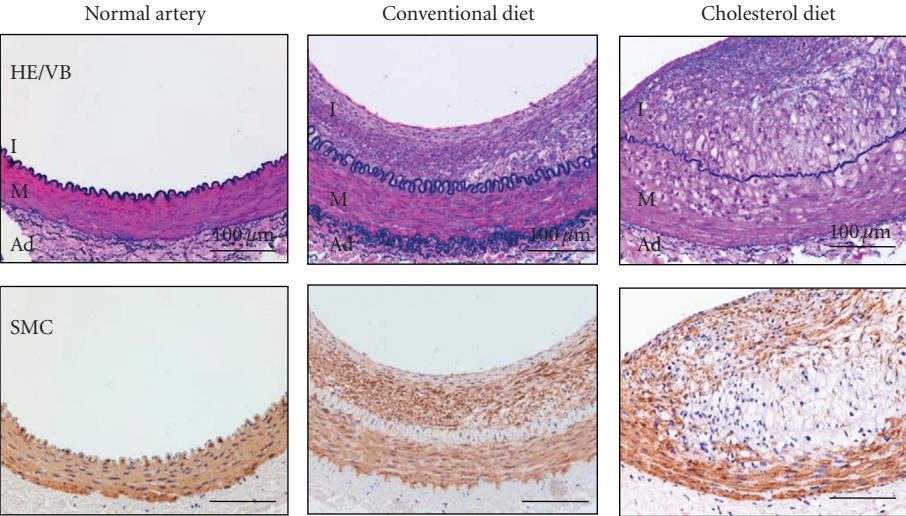 Normal artery
Conventional diet
Cholesterol diet
HE/VB
I
M
Ad
100 μm
I
M
Ad
100 μm
I
M
Ad
100 μm
SMC